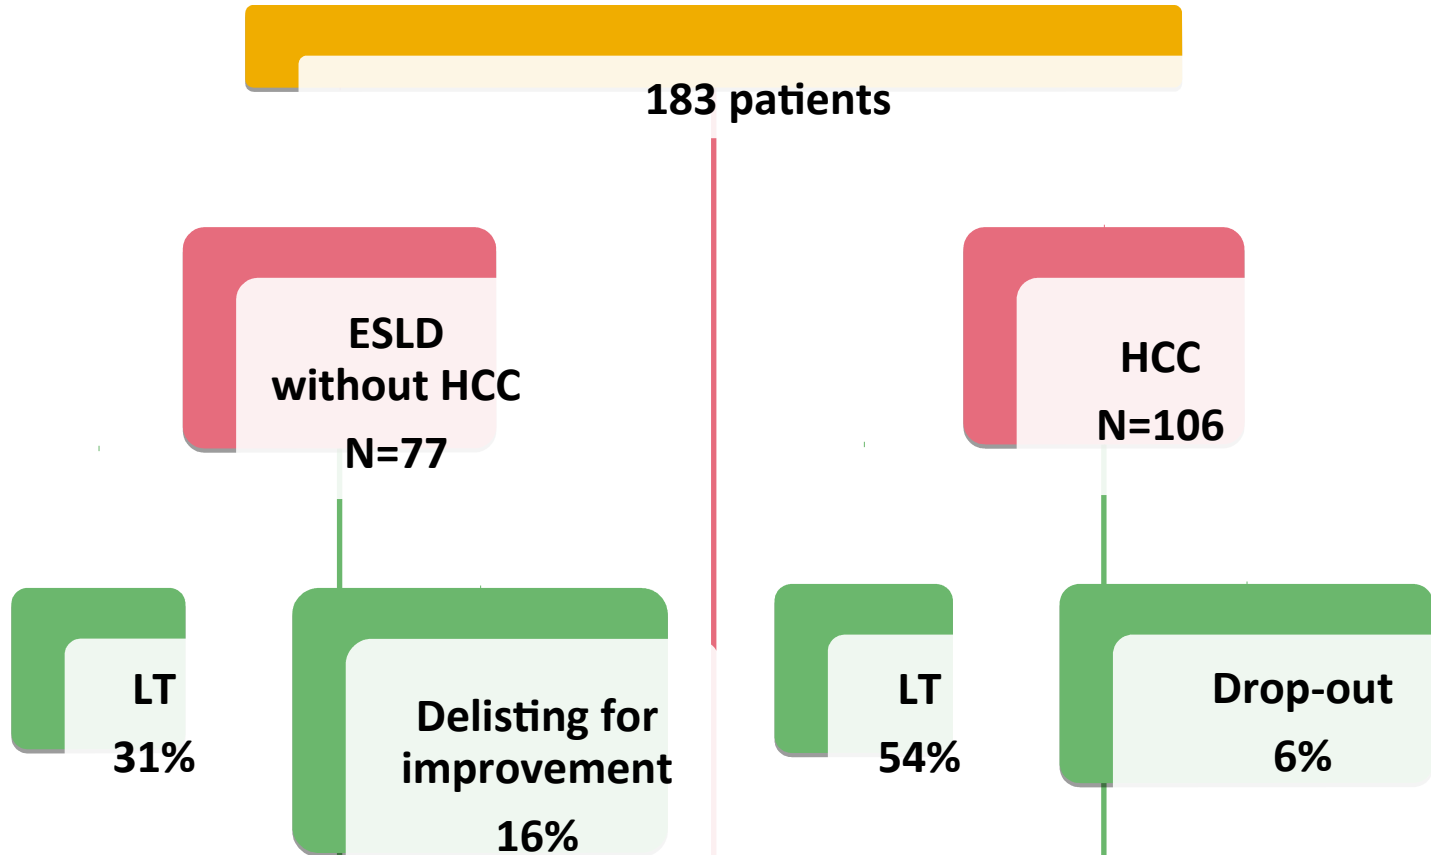 183 patients
ESLD
without HCC
N=77
HCC
N=106
LT
31%
Delisting for
improvement
16%
LT
54%
Drop-out
6%